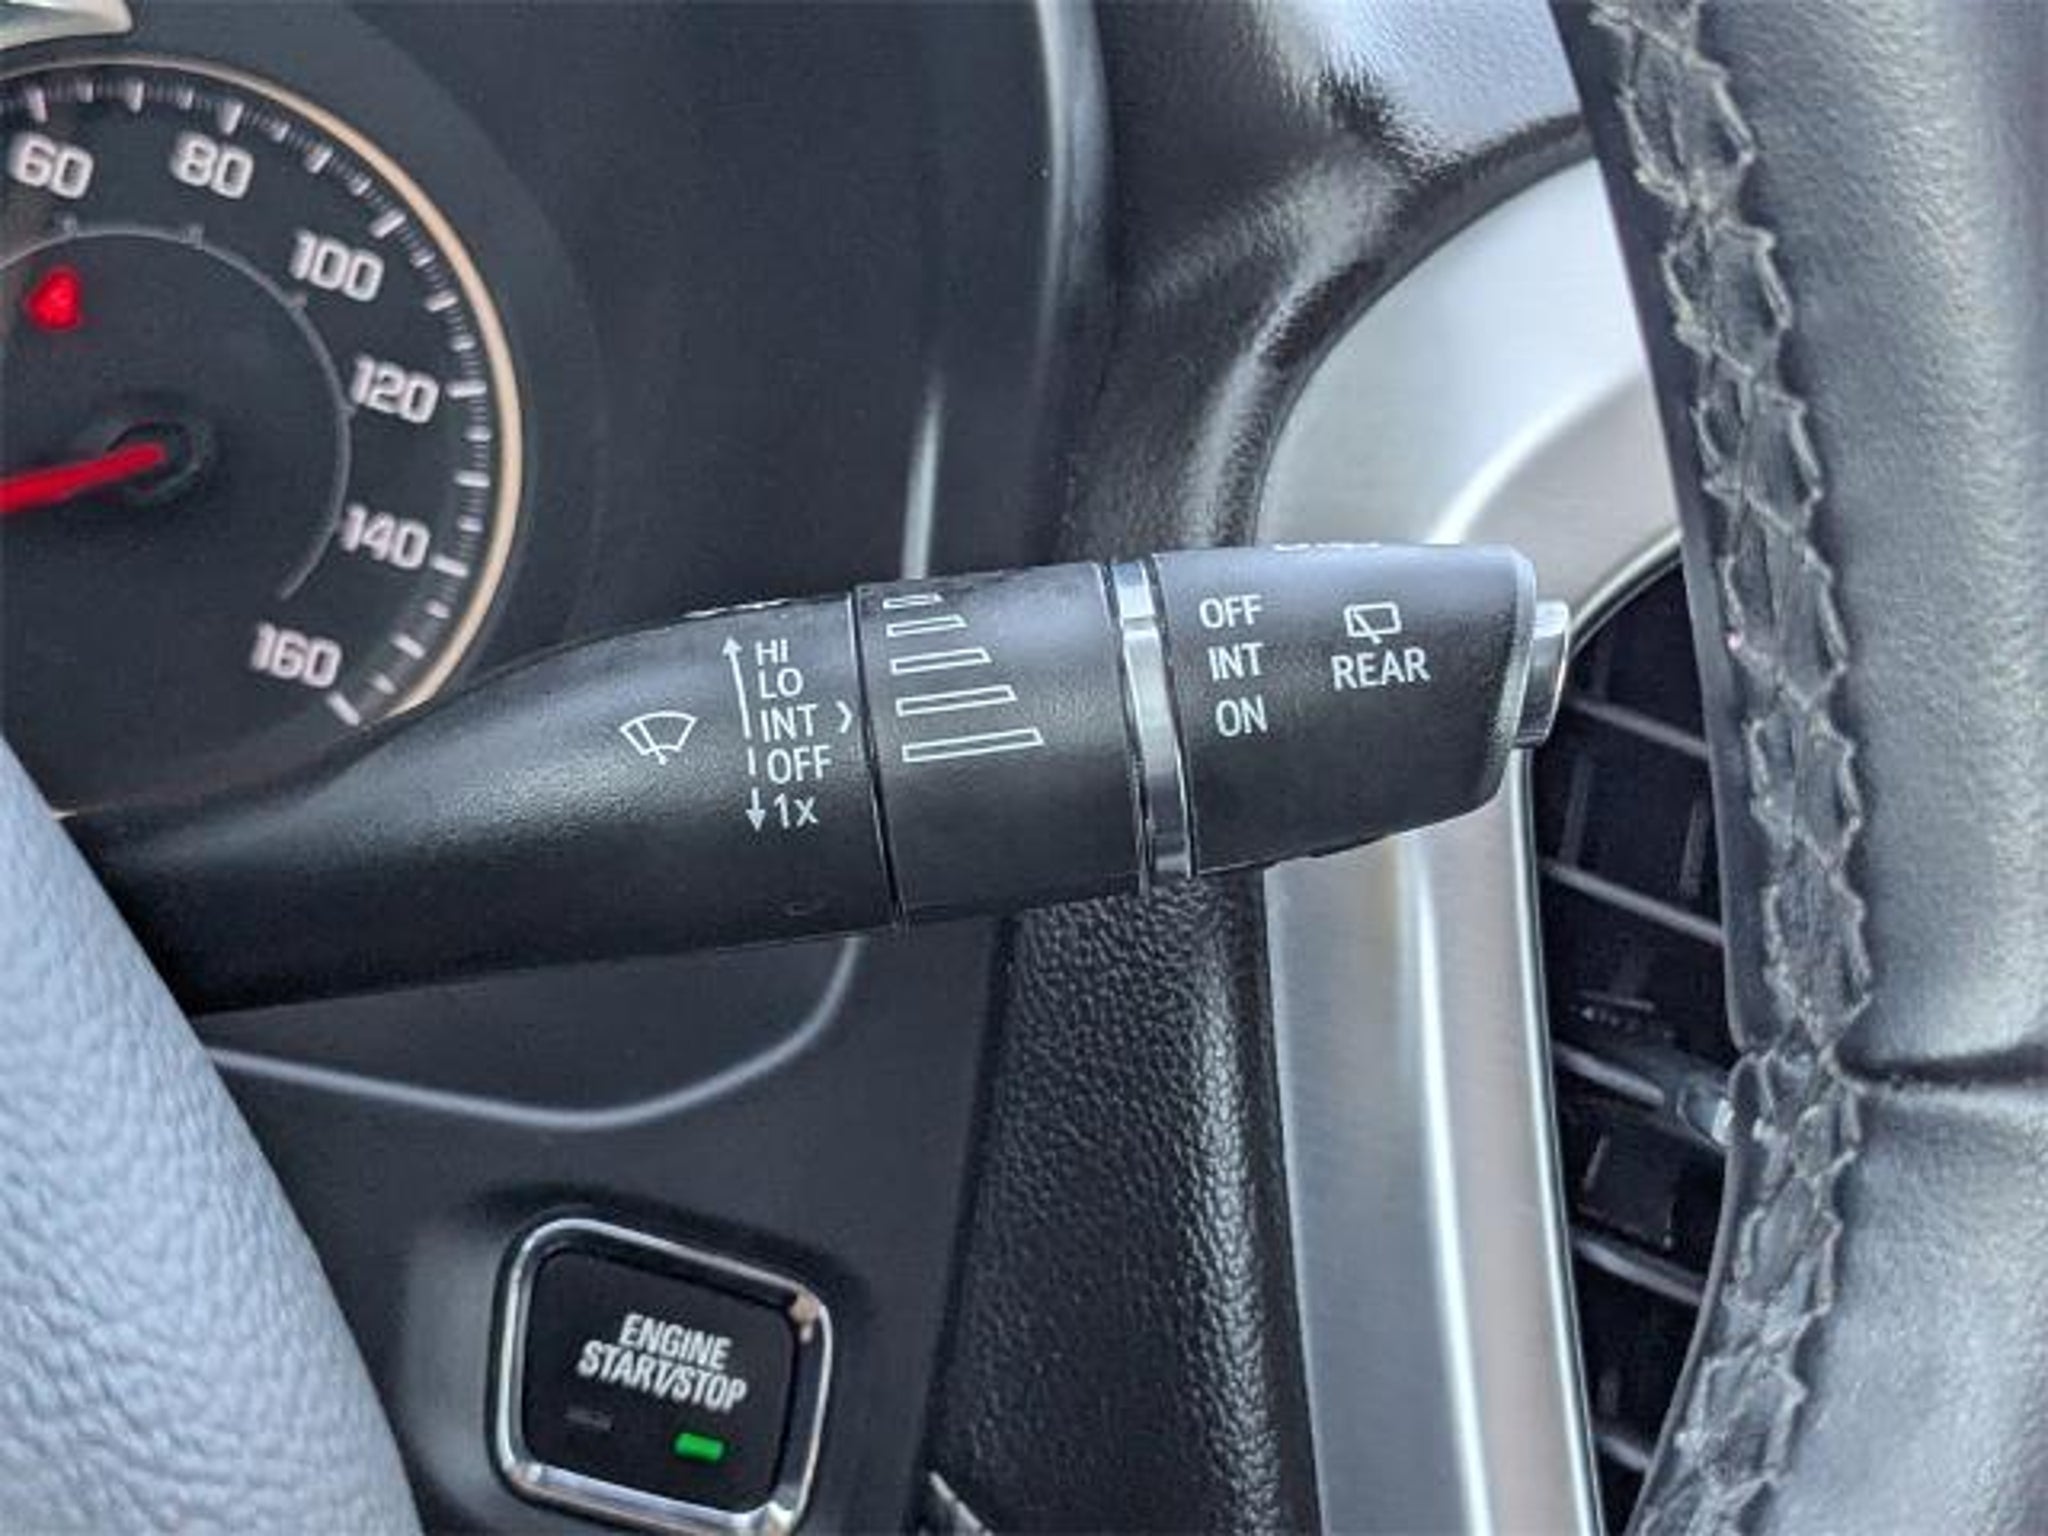 60
80
100
120
140
160
HI
LO
INT
OFF
1x
OFF
INT
ON
REAR
ENGINE
START/STOP